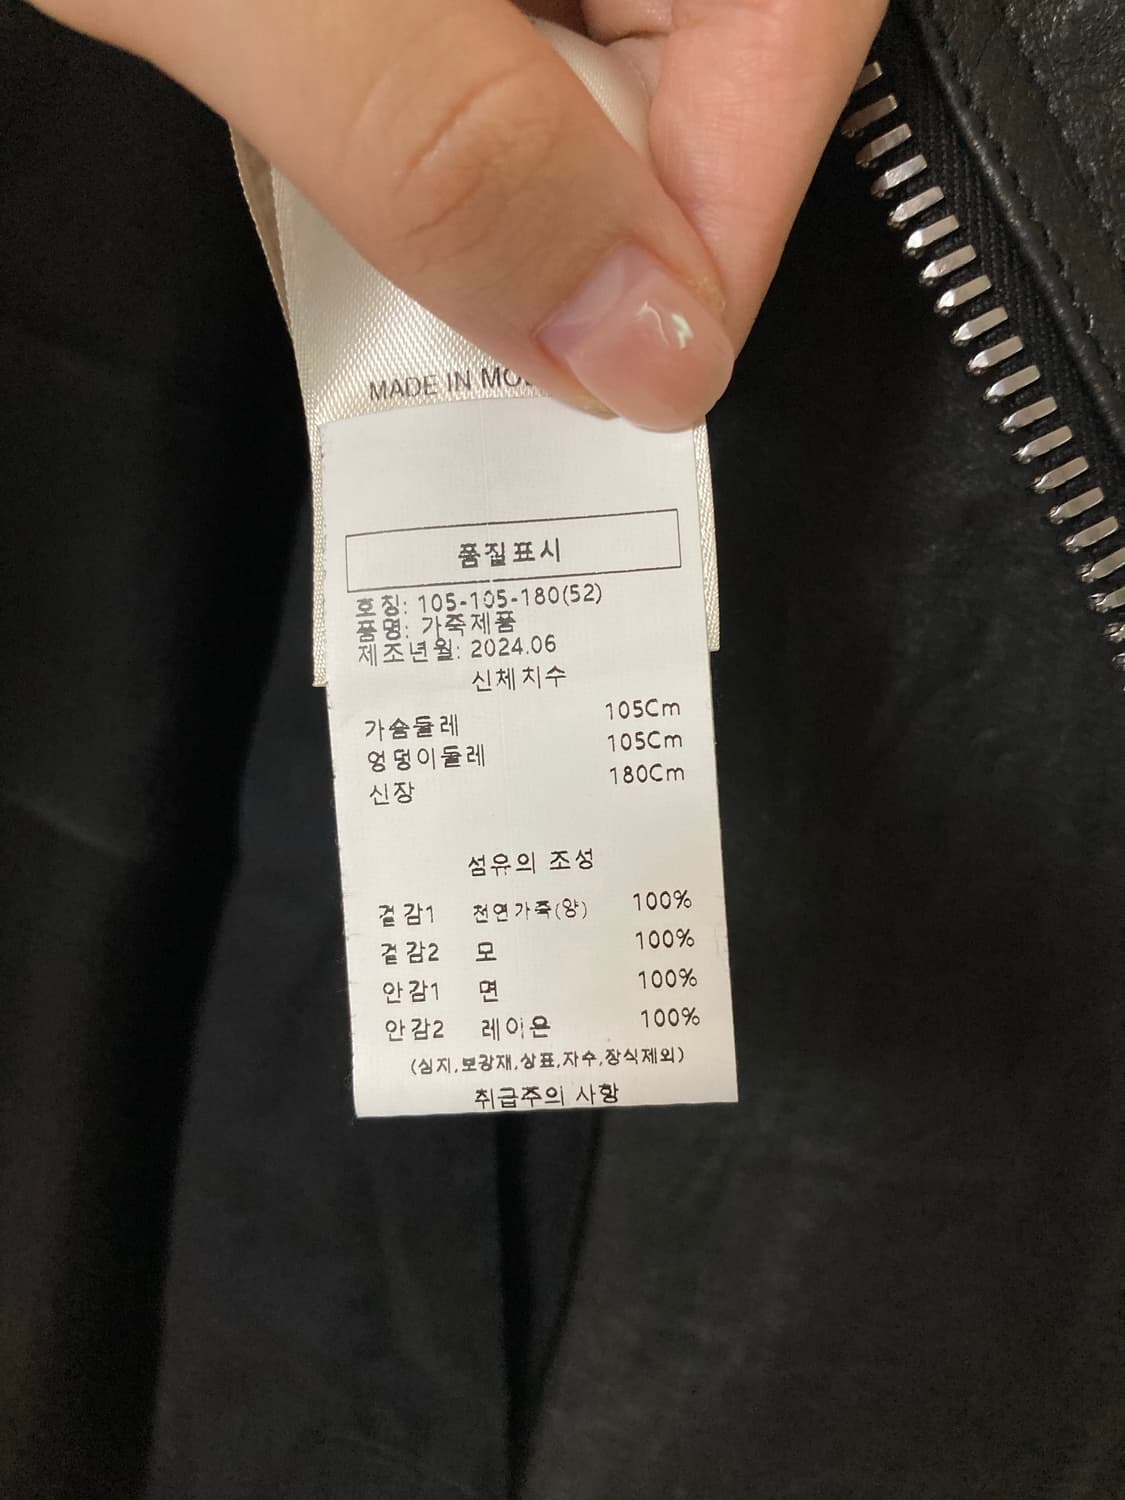 MADE IN
품질표시
호칭: 105-105-180(52)
품명: 가죽제품
제조년월: 2024.06
신체치수
가슴둘레 105Cm
엉덩이둘레 105Cm
신장 180Cm
섬유의 조성
겉감1 천연가죽(양) 100%
겉감2 모 100%
안감1 면 100%
안감2 레이온 100%
(심지,보강재,상표,자수,장식제외)
취급주의 사항